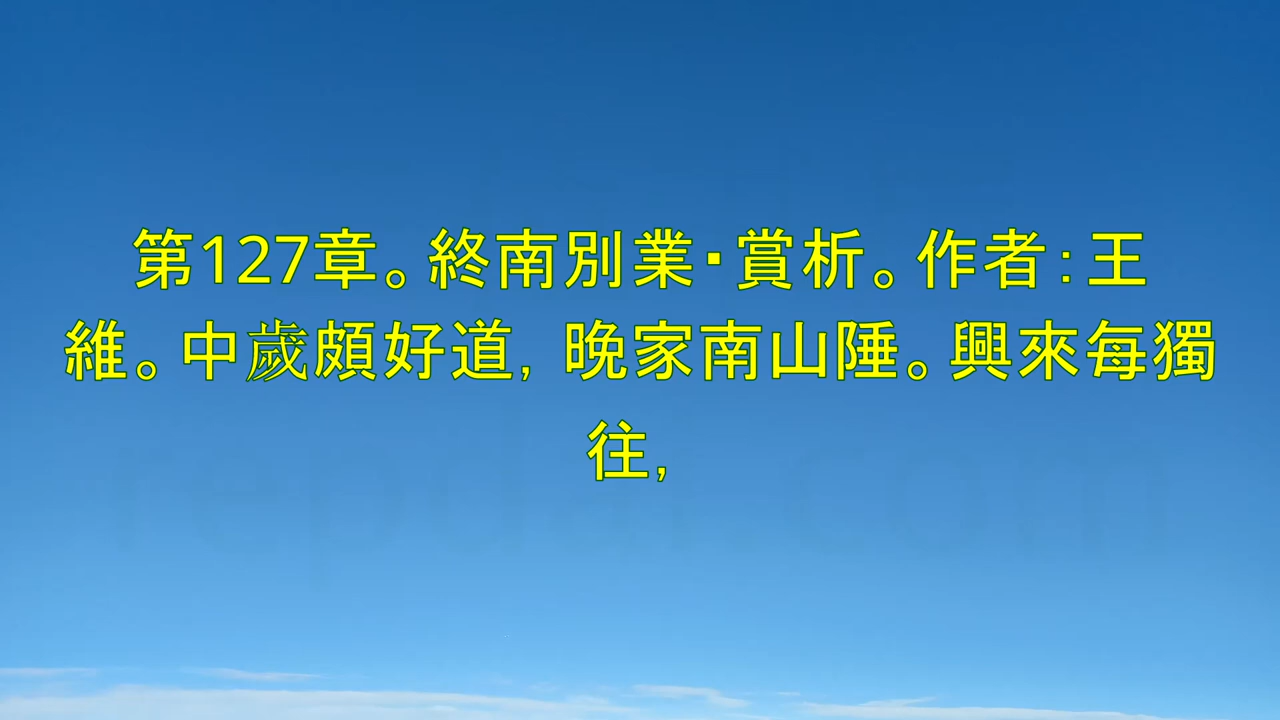 第127章。終南別業·賞析。作者：王
維。中歲頗好道，晚家南山陲。興來每獨
往，